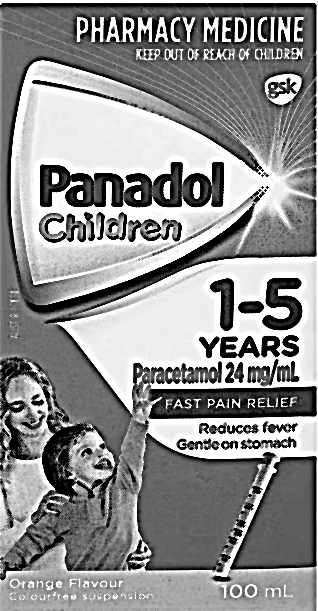 PHARMACY MEDICINE
KEEP OUT OF REACH OF CHILDREN
gsk
Panadol
Children
1-5
YEARS
Paracetamol 24 mg/mL
FAST PAIN RELIEF
Reduces fever
Gentle on stomach
Orange Flavour
Colourfree suspension
100 mL